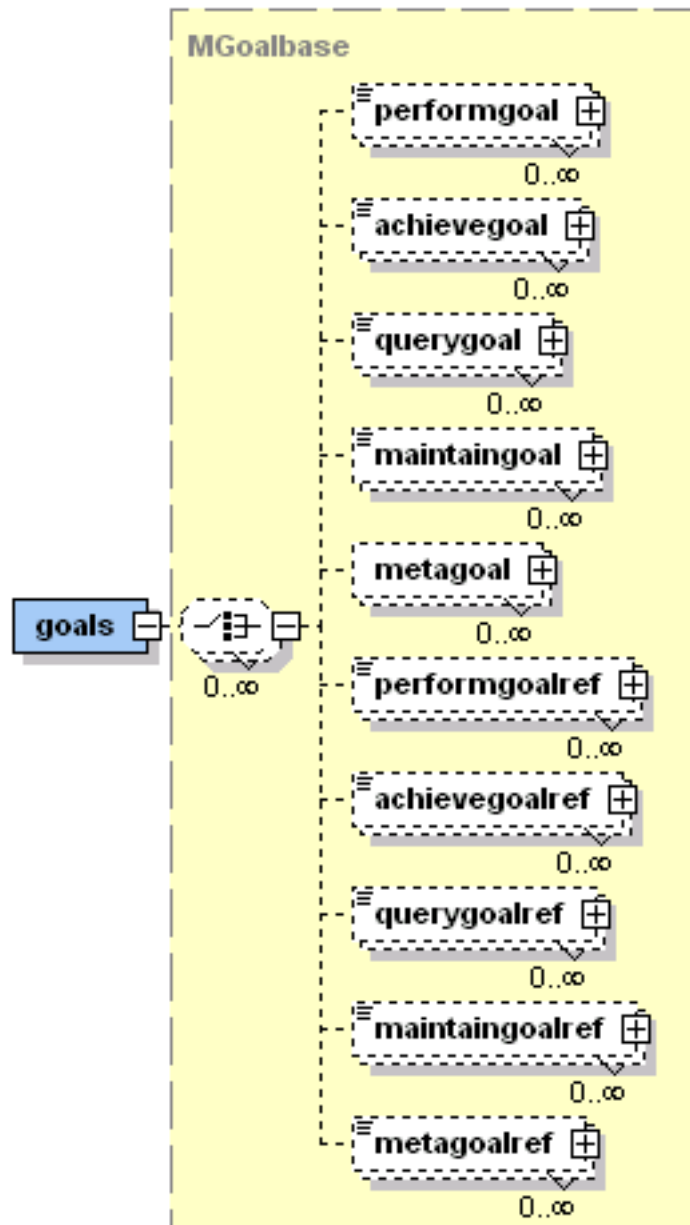 MGoalbase
performgoal
0..∞
achievegoal
0..∞
querygoal
0..∞
maintaingoal
0..∞
metagoal
0..∞
goals
0..∞
performgoalref
0..∞
achievegoalref
0..∞
querygoalref
0..∞
maintaingoalref
0..∞
metagoalref
0..∞